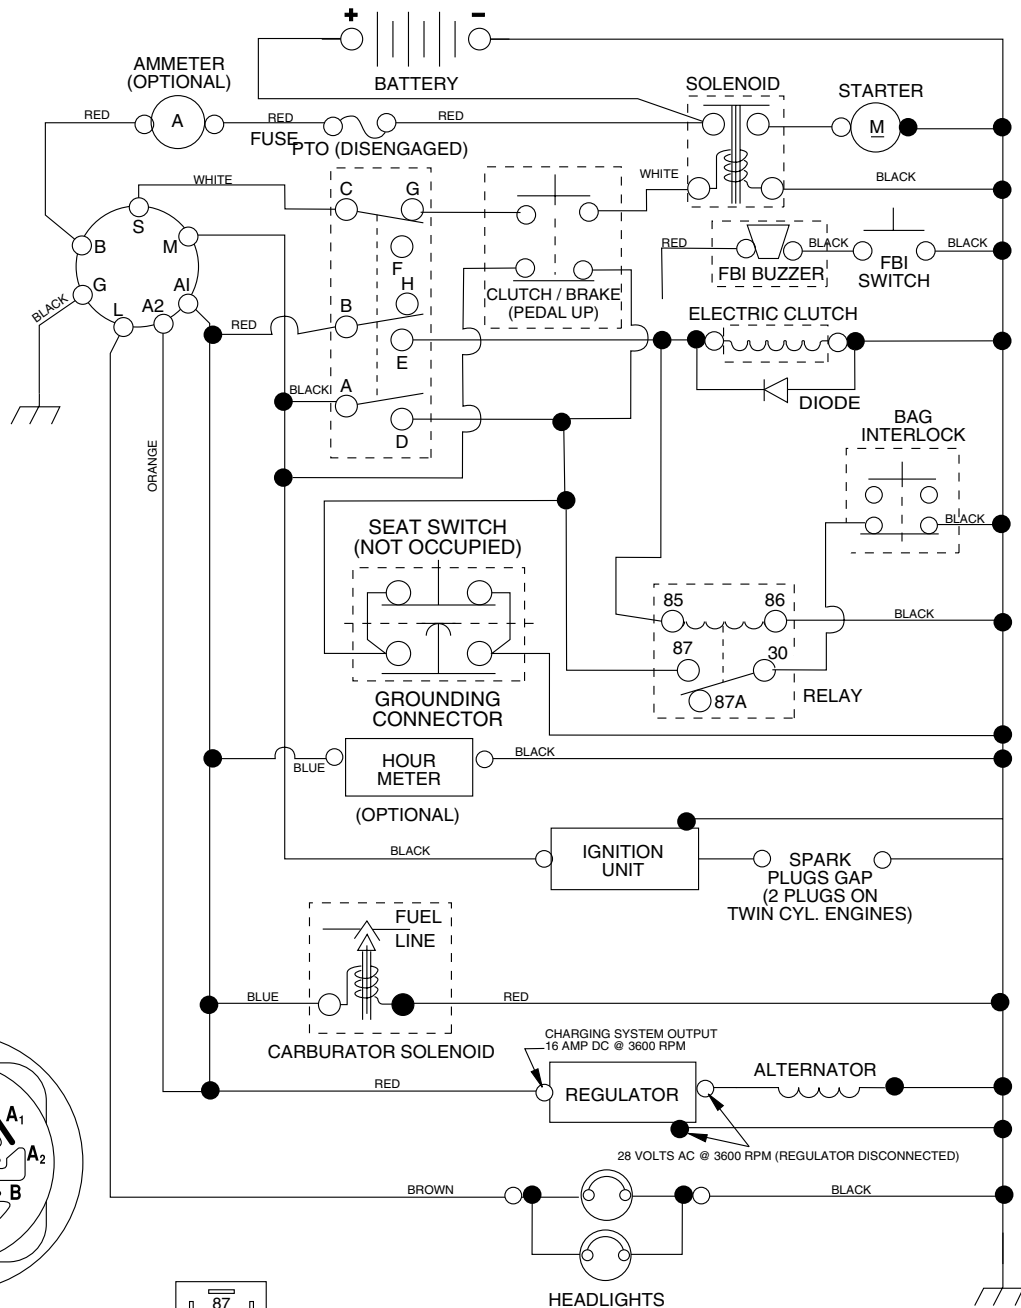 +
-
BATTERY
AMMETER
(OPTIONAL)
SOLENOID
STARTER
RED
A
RED
FUSE
RED
M
PTO (DISENGAGED)
WHITE
C
G
WHITE
BLACK
S
M
B
F
RED
BLACK
BLACK
FBI BUZZER
FBI
SWITCH
G
L
A2
A1
BLACK
H
CLUTCH / BRAKE
(PEDAL UP)
RED
B
ELECTRIC CLUTCH
E
BLACK
A
DIODE
D
BAG
INTERLOCK
ORANGE
BLACK
SEAT SWITCH
(NOT OCCUPIED)
85
86
BLACK
87
30
87A
RELAY
GROUNDING
CONNECTOR
BLUE
HOUR
METER
BLACK
(OPTIONAL)
BLACK
IGNITION
UNIT
SPARK
PLUGS GAP
(2 PLUGS ON
TWIN CYL. ENGINES)
FUEL
LINE
BLUE
RED
CARBURATOR SOLENOID
CHARGING SYSTEM OUTPUT
16 AMP DC @ 3600 RPM
RED
REGULATOR
ALTERNATOR
28 VOLTS AC @ 3600 RPM (REGULATOR DISCONNECTED)
A1
A2
B
BROWN
BLACK
87
HEADLIGHTS